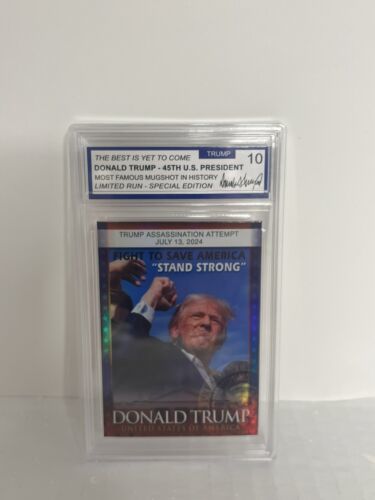 THE BEST IS YET TO COME
TRUMP
DONALD TRUMP - 45TH U.S. PRESIDENT
10
MOST FAMOUS MUGSHOT IN HISTORY
LIMITED RUN - SPECIAL EDITION
TRUMP ASSASSINATION ATTEMPT
JULY 13, 2024
FIGHT TO SAVE AMERICA
"STAND STRONG"
DONALD TRUMP
UNITED STATES OF AMERICA